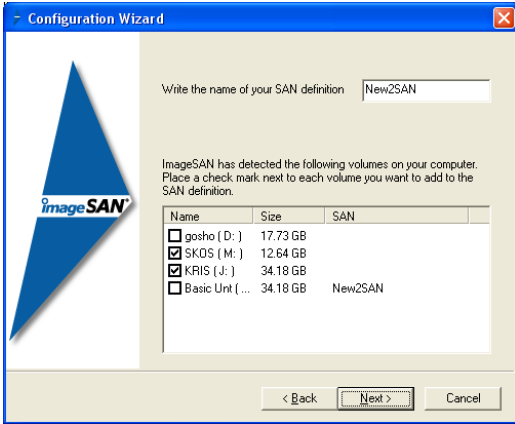 Configuration Wizard
Write the name of your SAN definition New2SAN
ImageSAN has detected the following volumes on your computer.
Place a check mark next to each volume you want to add to the
SAN definition.
imageSAN
Name Size SAN
gosho ( D: ) 17.73 GB
SKOS ( M: ) 12.64 GB
KRIS ( J: ) 34.18 GB
Basic Unt ( ... 34.18 GB New2SAN
< Back Next > Cancel